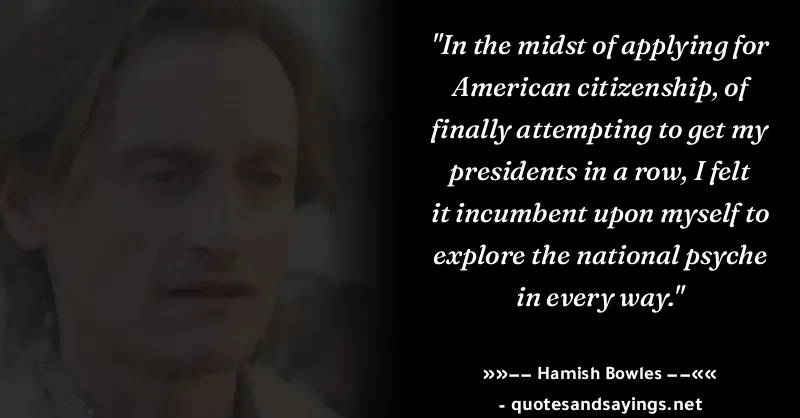 "In the midst of applying for
American citizenship, of
finally attempting to get my
presidents in a row, I felt
it incumbent upon myself to
explore the national psyche
in every way."
»»-- Hamish Bowles --««
- quotesandsayings.net